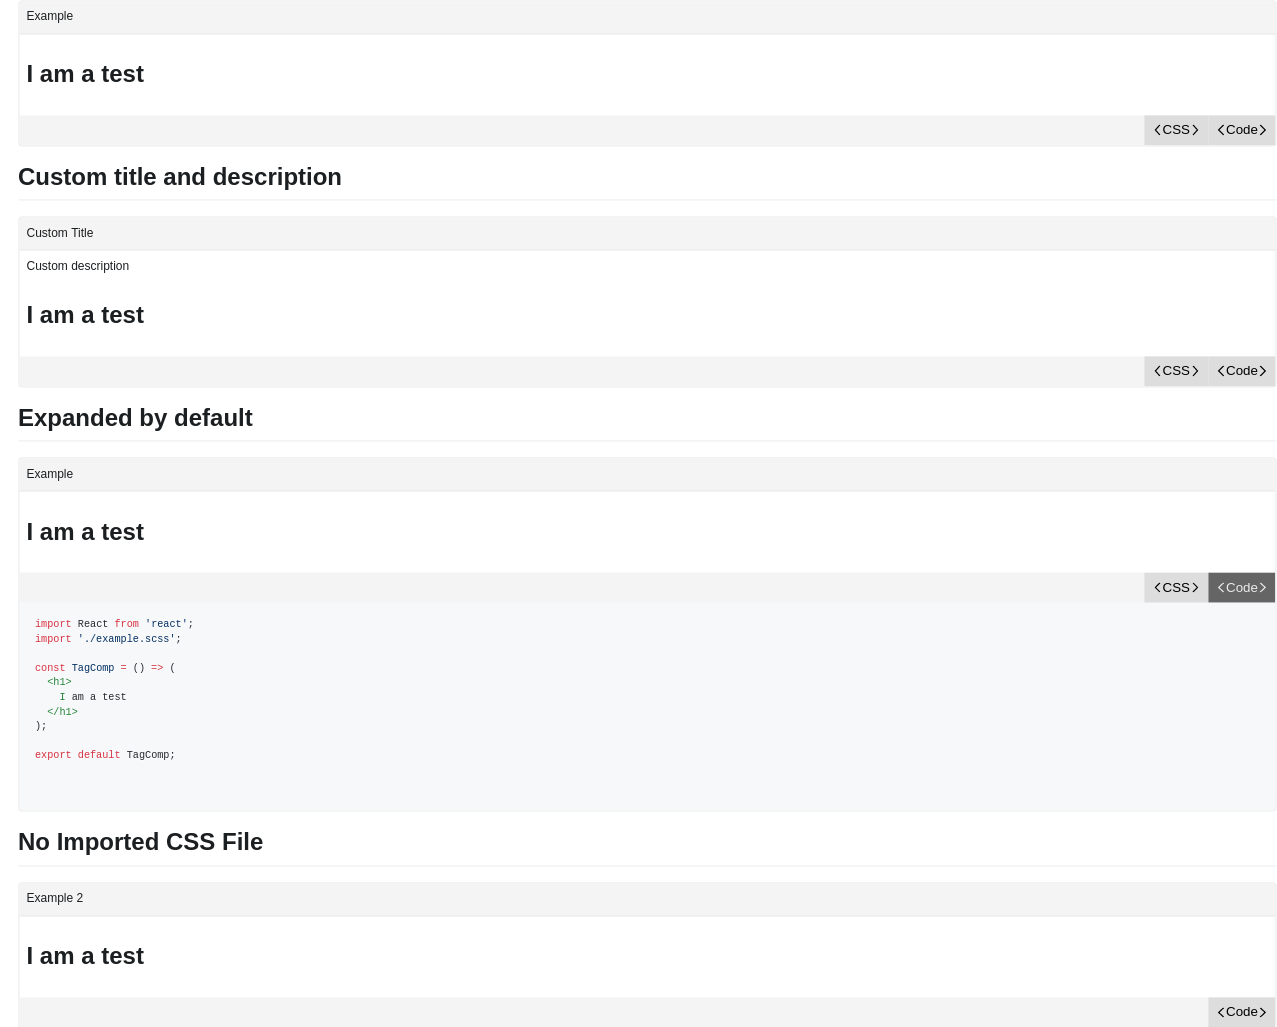 Example
I am a test
<CSS> <Code>
Custom title and description
Custom Title
Custom description
I am a test
<CSS> <Code>
Expanded by default
Example
I am a test
<CSS> <Code>
import React from 'react';
import './example.scss';
const TagComp = () => (
  <h1>
    I am a test
  </h1>
);
export default TagComp;
No Imported CSS File
Example 2
I am a test
<Code>